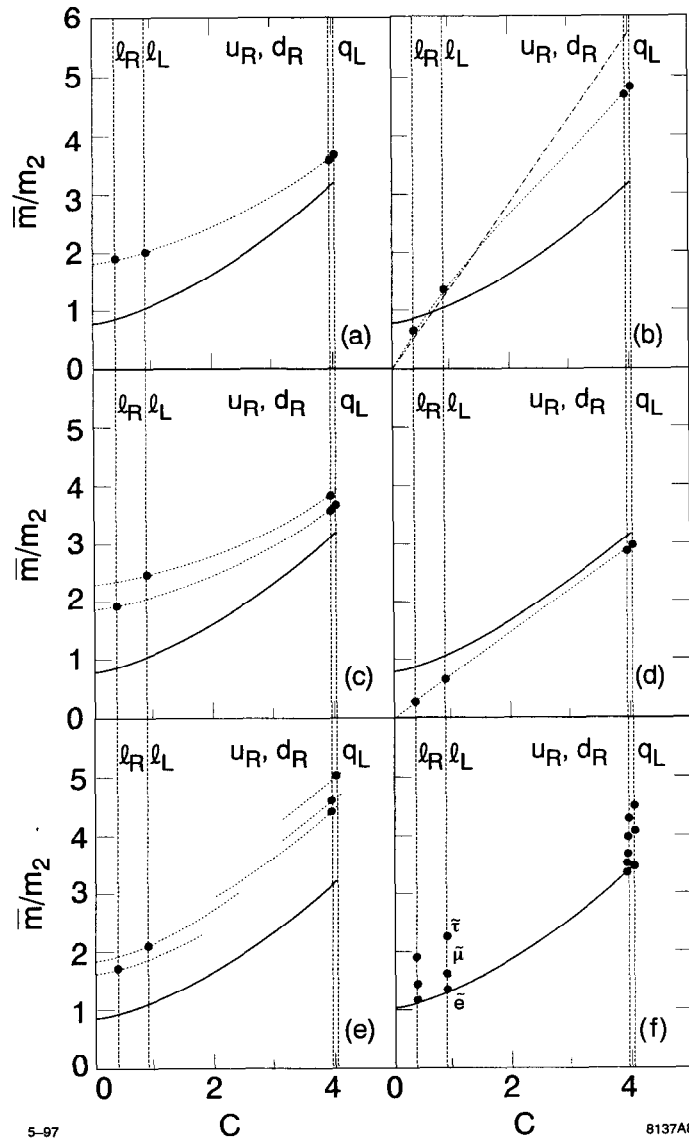 6
5
4
3
2
1
0
m̅/m₂
ℓR ℓL uR, dR qL
(a)
ℓR ℓL uR, dR qL
(b)
5
4
3
2
1
0
m̅/m₂
ℓR ℓL uR, dR qL
(c)
ℓR ℓL uR, dR qL
(d)
5
4
3
2
1
0
m̅/m₂
ℓR ℓL uR, dR qL
(e)
ℓR ℓL uR, dR qL
τ̃
μ̃
ẽ
(f)
0 2 4 0 2 4
C C
5–97
8137A